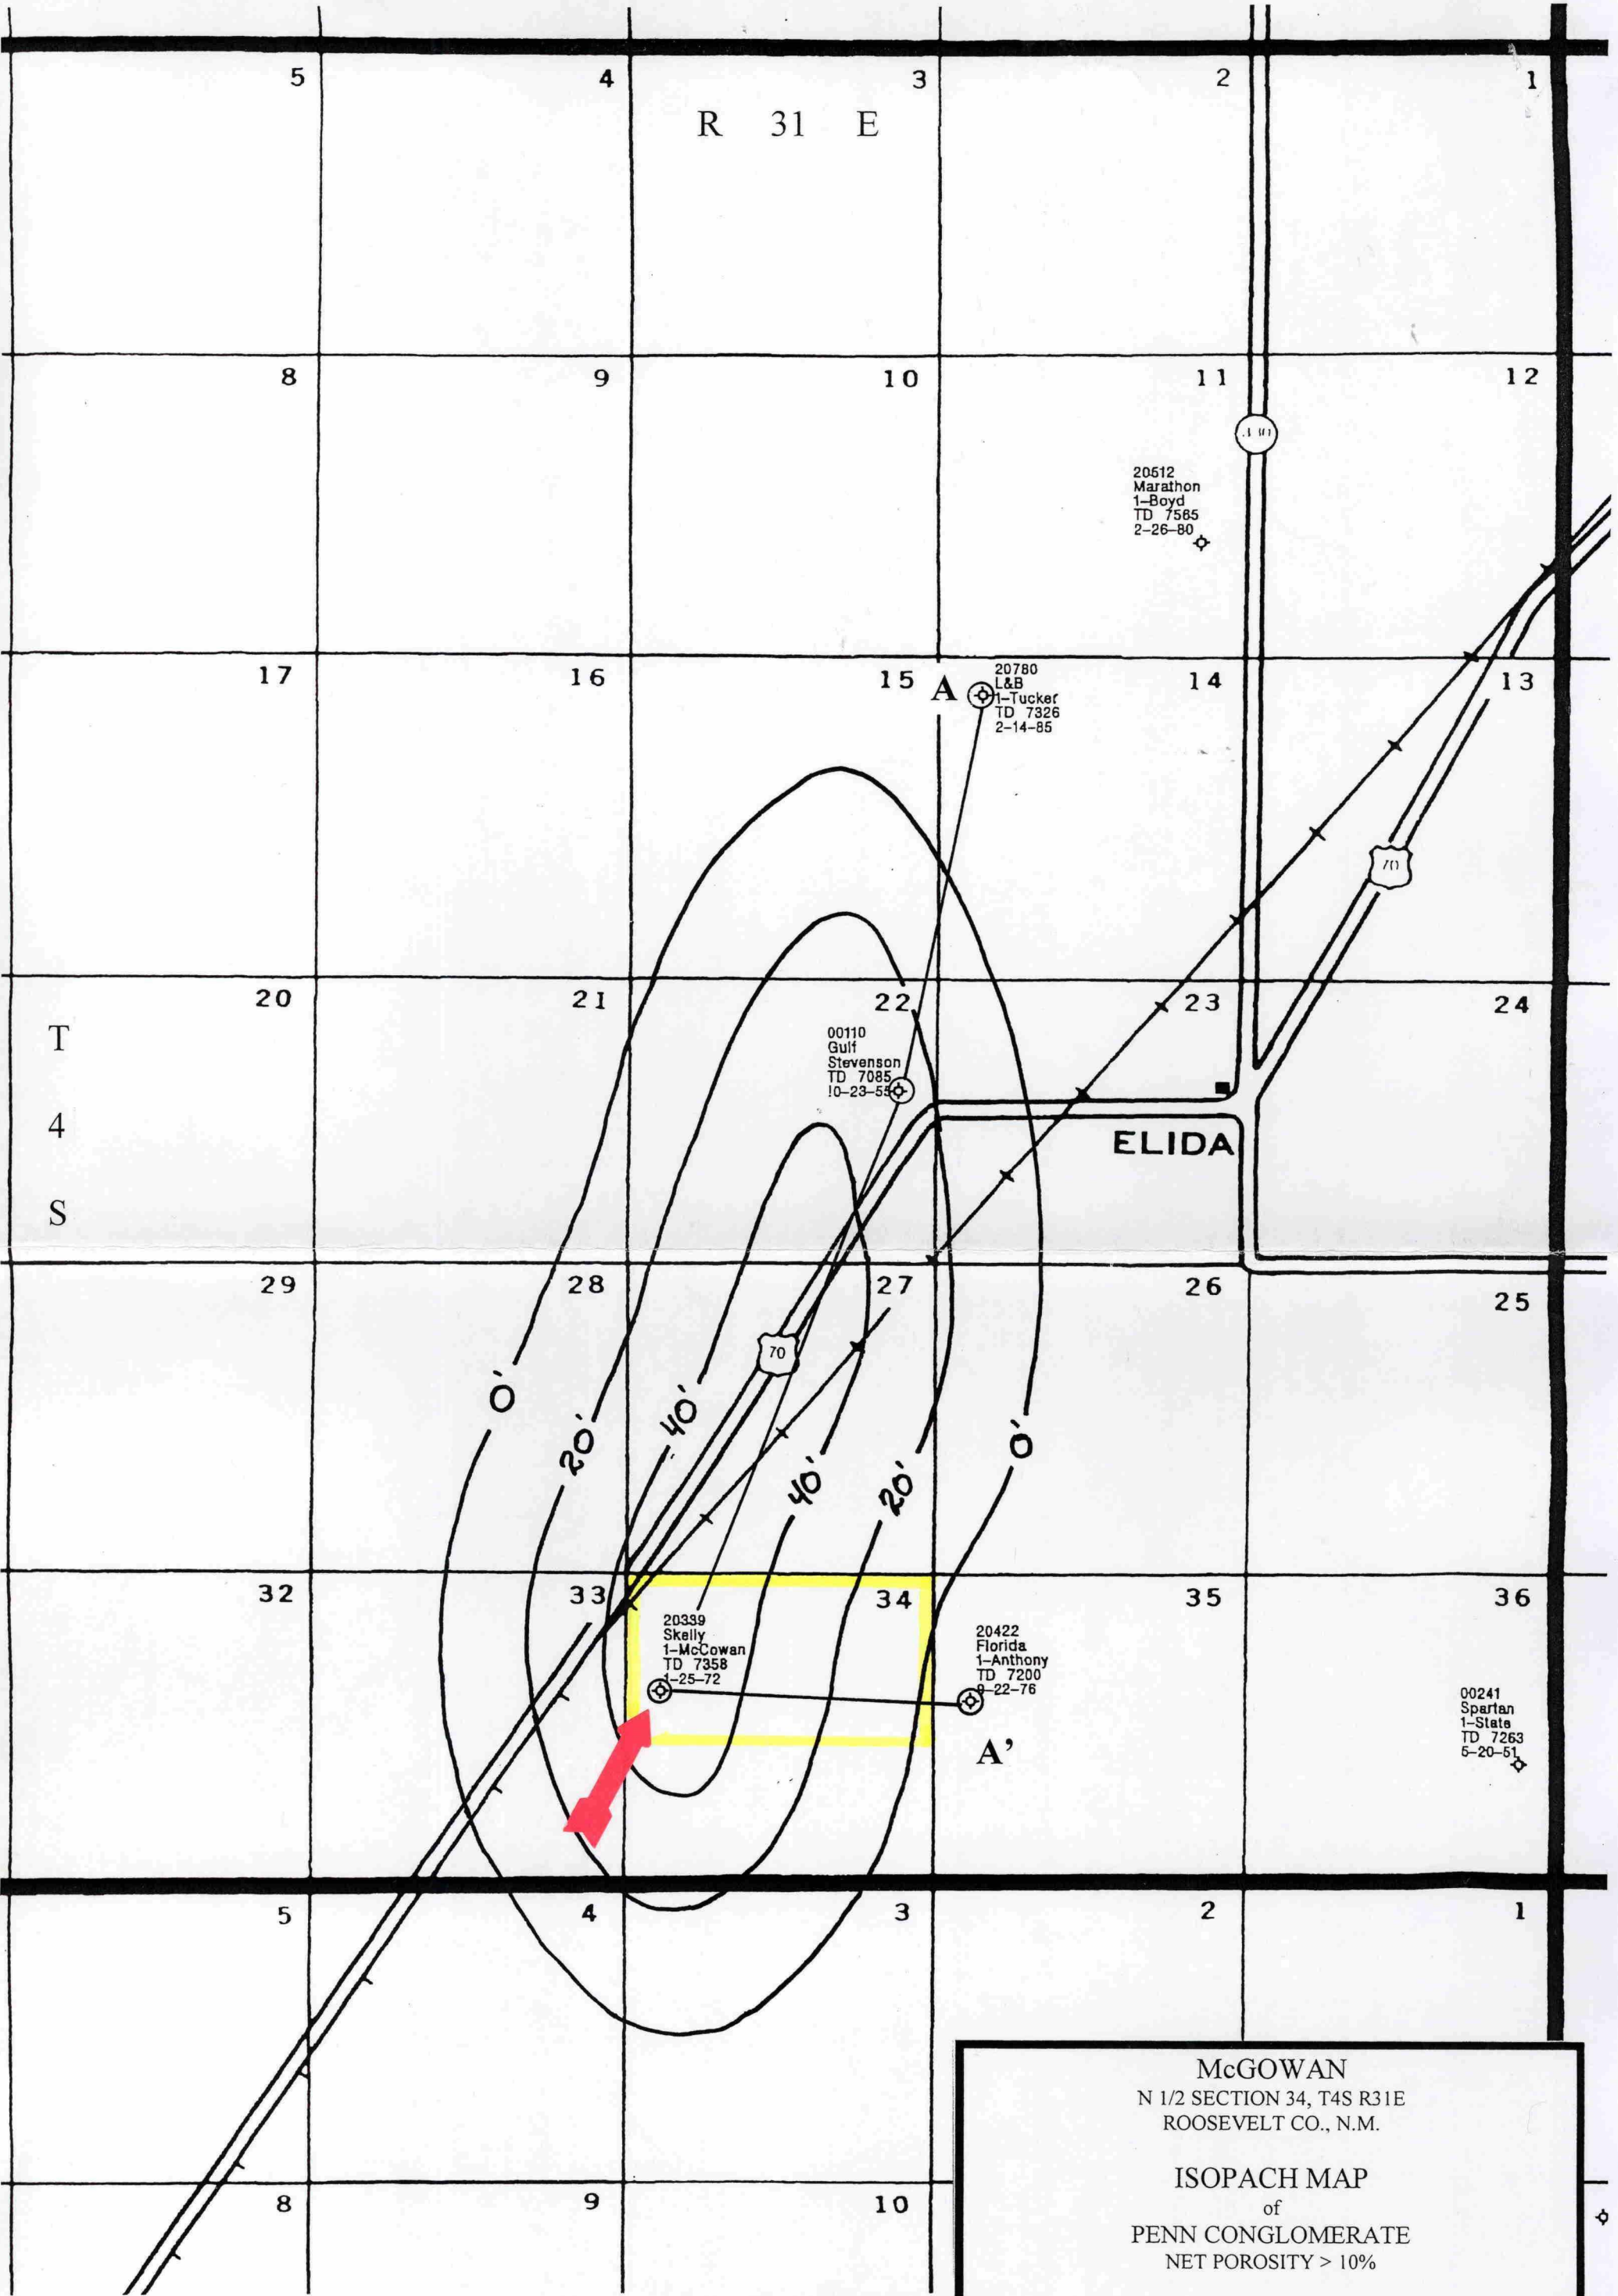 5
4
3
2
1
R 31 E
8
9
10
11
12
20512
Marathon
1-Boyd
TD 7565
2-26-80
17
16
15
A
20780
L&B
1-Tucker
TD 7326
2-14-85
14
13
70
20
21
22
23
24
T
4
S
00110
Gulf
Stevenson
TD 7085
10-23-55
ELIDA
29
28
27
26
25
70
0'
20'
40'
40'
20'
0'
32
33
34
35
36
20339
Skelly
1-McCowan
TD 7358
1-25-72
20422
Florida
1-Anthony
TD 7200
9-22-76
A'
00241
Spartan
1-State
TD 7263
5-20-51
5
4
3
2
1
8
9
10
McGOWAN
N 1/2 SECTION 34, T4S R31E
ROOSEVELT CO., N.M.
ISOPACH MAP
of
PENN CONGLOMERATE
NET POROSITY > 10%